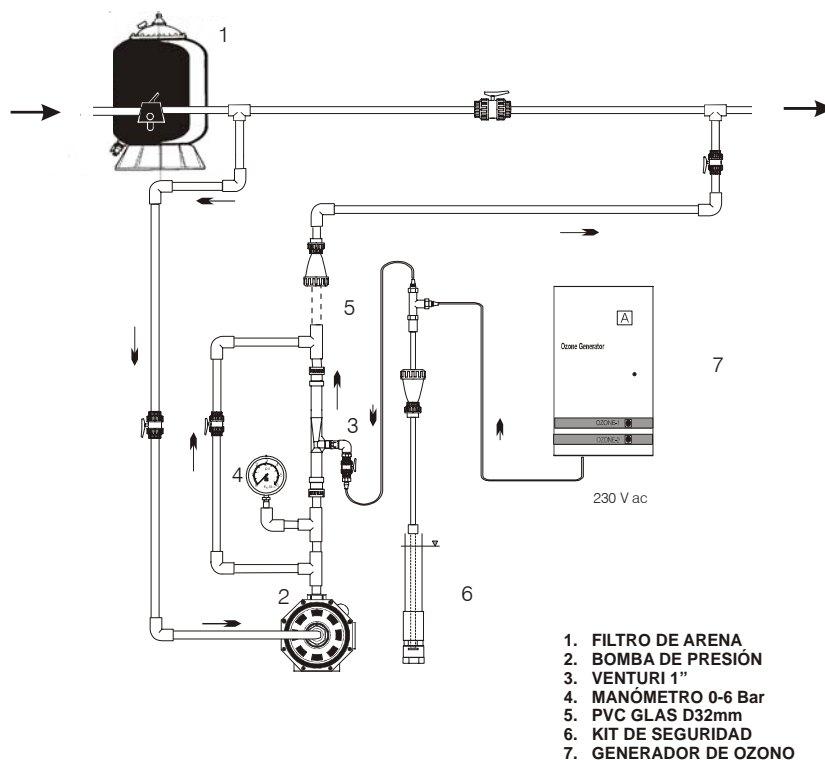 1
5
A
Ozone Generator
7
3
OZONE-1
OZONE-2
4
230 V ac
2
6
1. FILTRO DE ARENA
2. BOMBA DE PRESIÓN
3. VENTURI 1”
4. MANÓMETRO 0-6 Bar
5. PVC GLAS D32mm
6. KIT DE SEGURIDAD
7. GENERADOR DE OZONO